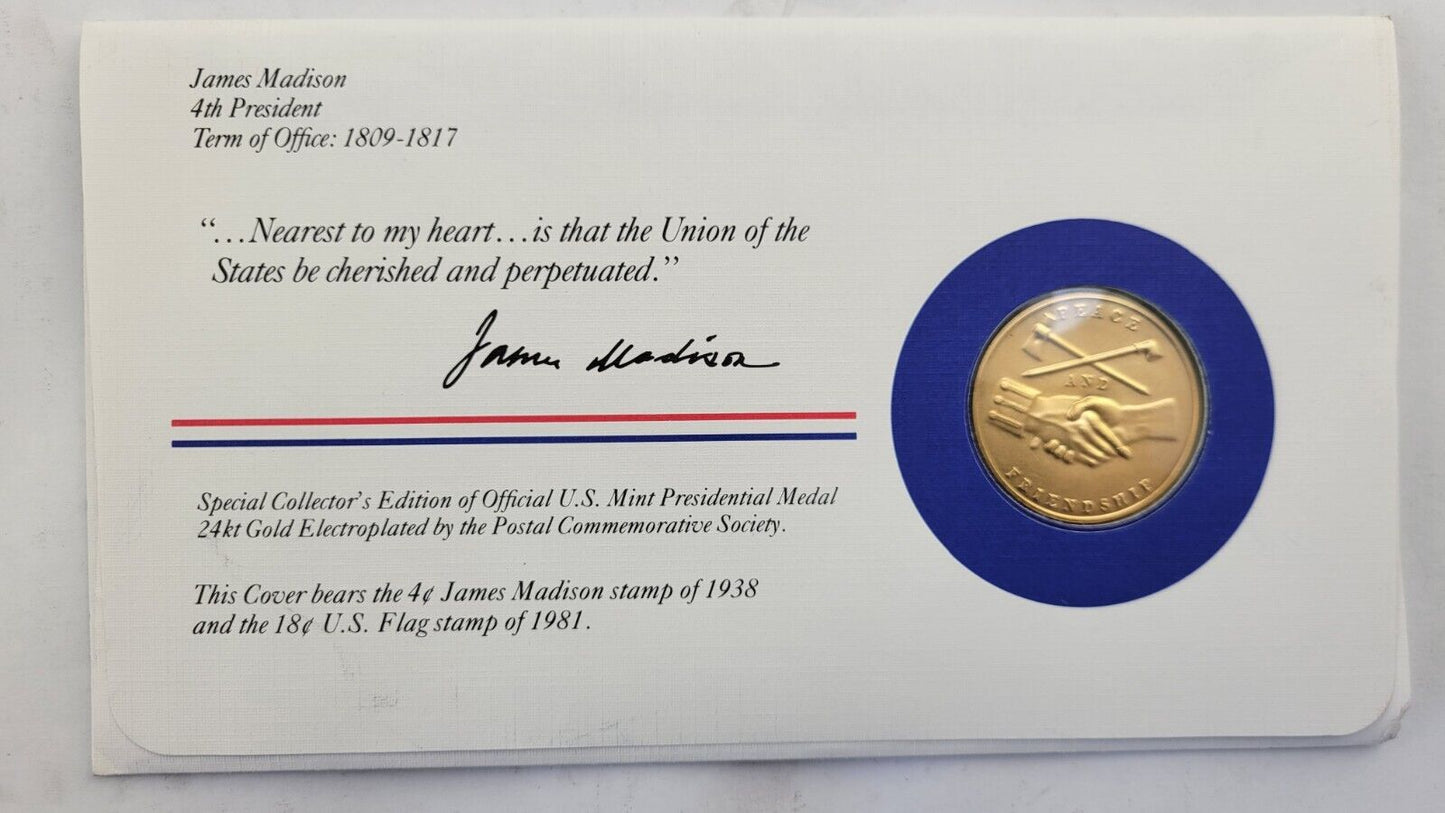 James Madison
4th President
Term of Office: 1809-1817
“...Nearest to my heart...is that the Union of the
States be cherished and perpetuated.”
James Madison
Special Collector's Edition of Official U.S. Mint Presidential Medal
24kt Gold Electroplated by the Postal Commemorative Society.
This Cover bears the 4¢ James Madison stamp of 1938
and the 18¢ U.S. Flag stamp of 1981.
PEACE
AND
FRIENDSHIP